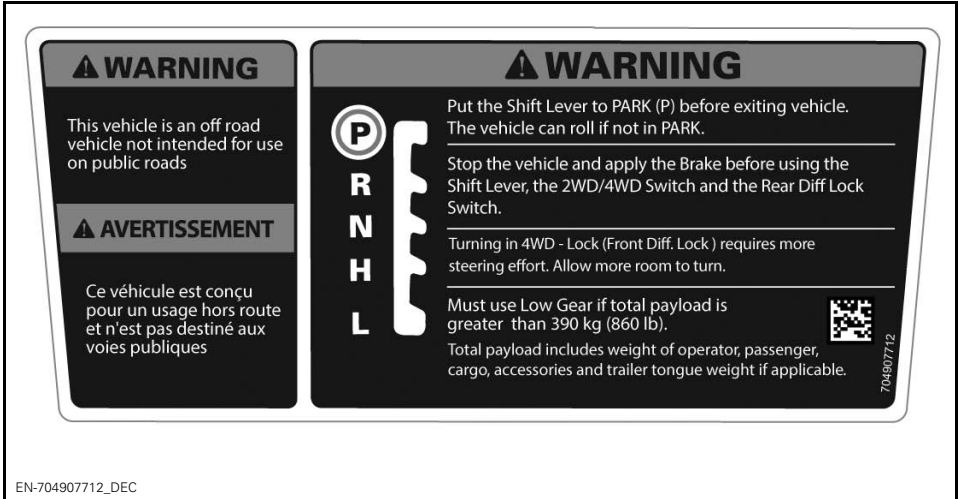 WARNING
This vehicle is an off road
vehicle not intended for use
on public roads
AVERTISSEMENT
Ce véhicule est conçu
pour un usage hors route
et n'est pas destiné aux
voies publiques
WARNING
P
R
N
H
L
Put the Shift Lever to PARK (P) before exiting vehicle.
The vehicle can roll if not in PARK.
Stop the vehicle and apply the Brake before using the
Shift Lever, the 2WD/4WD Switch and the Rear Diff Lock
Switch.
Turning in 4WD - Lock (Front Diff. Lock ) requires more
steering effort. Allow more room to turn.
Must use Low Gear if total payload is
greater than 390 kg (860 lb).
Total payload includes weight of operator, passenger,
cargo, accessories and trailer tongue weight if applicable.
704907712
EN-704907712_DEC